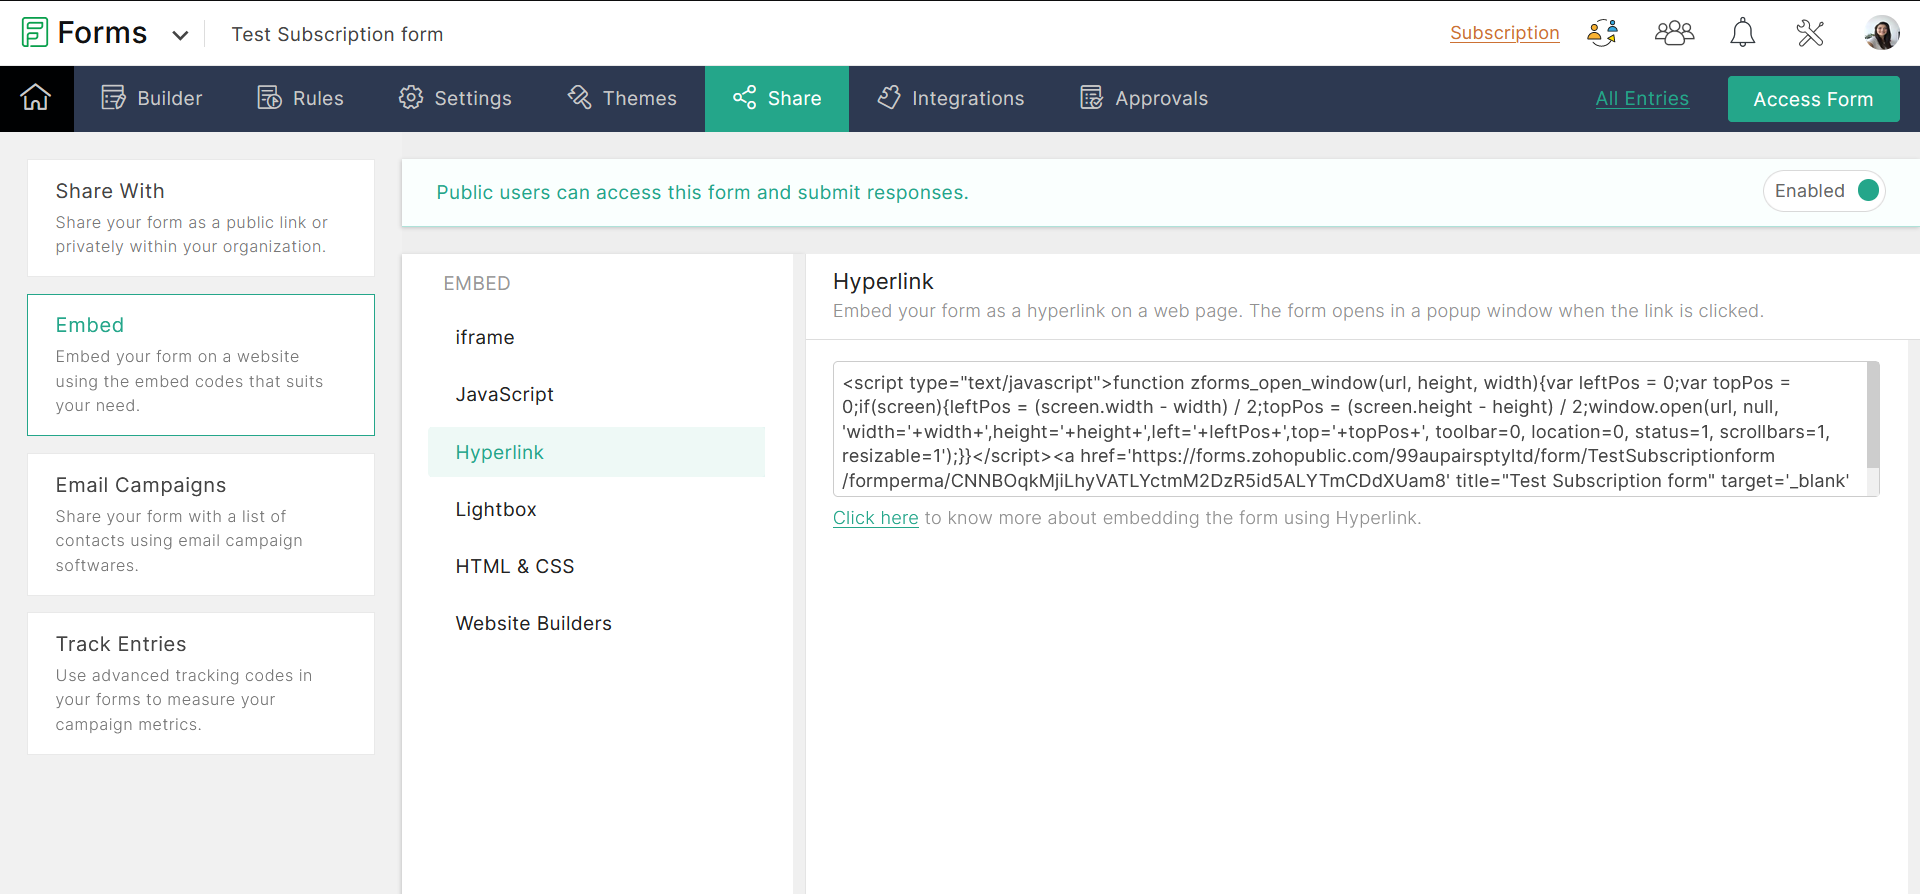 Forms
Test Subscription form
Subscription
Builder
Rules
Settings
Themes
Share
Integrations
Approvals
All Entries
Access Form
Share With
Share your form as a public link or
privately within your organization.
Embed
Embed your form on a website
using the embed codes that suits
your need.
Email Campaigns
Share your form with a list of
contacts using email campaign
softwares.
Track Entries
Use advanced tracking codes in
your forms to measure your
campaign metrics.
Public users can access this form and submit responses.
Enabled
EMBED
iframe
JavaScript
Hyperlink
Lightbox
HTML & CSS
Website Builders
Hyperlink
Embed your form as a hyperlink on a web page. The form opens in a popup window when the link is clicked.
<script type="text/javascript">function zforms_open_window(url, height, width){var leftPos = 0;var topPos =
0;if(screen){leftPos = (screen.width - width) / 2;topPos = (screen.height - height) / 2;window.open(url, null,
'width='+width+',height='+height+',left='+leftPos+',top='+topPos+', toolbar=0, location=0, status=1, scrollbars=1,
resizable=1');}}</script><a href='https://forms.zohopublic.com/99aupairsptyltd/form/TestSubscriptionform
/formperma/CNNBOqkMjiLhyVATLYctmM2DzR5id5ALYTmCDdXUam8' title="Test Subscription form" target='_blank'
Click here to know more about embedding the form using Hyperlink.